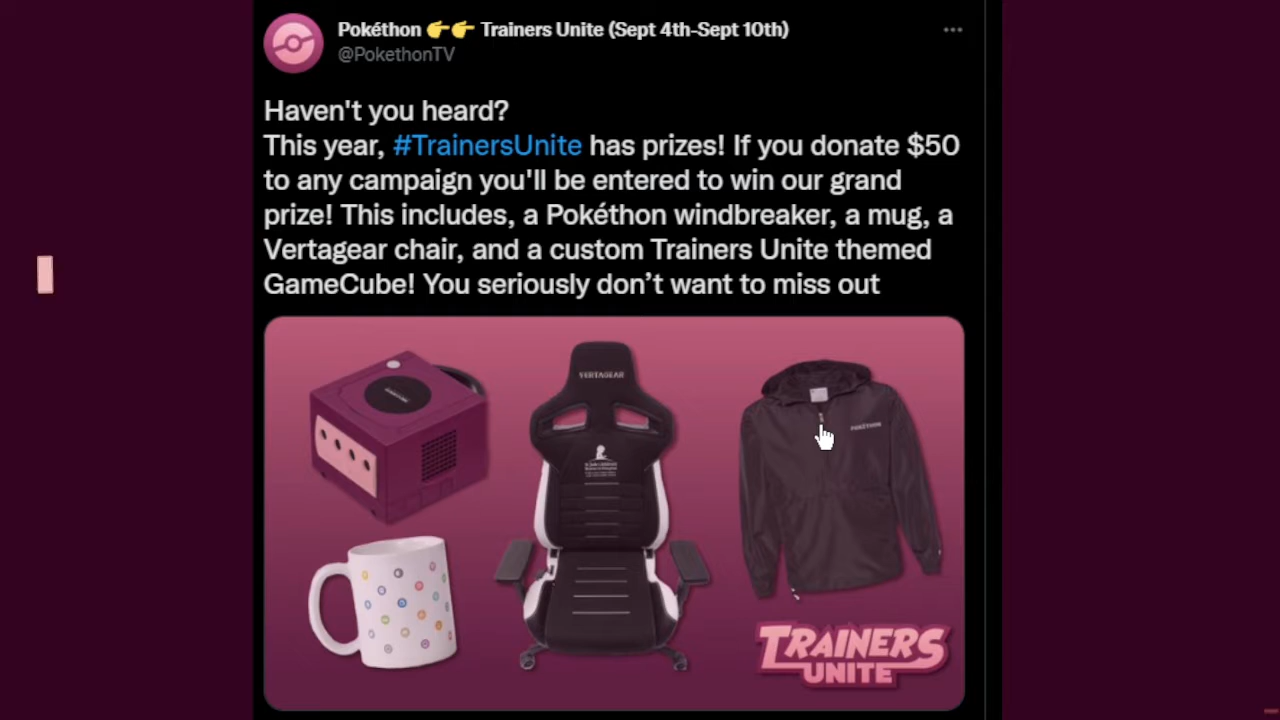 Pokéthon 👉👉 Trainers Unite (Sept 4th-Sept 10th)
@PokethonTV
Haven't you heard?
This year, #TrainersUnite has prizes! If you donate $50
to any campaign you'll be entered to win our grand
prize! This includes, a Pokéthon windbreaker, a mug, a
Vertagear chair, and a custom Trainers Unite themed
GameCube! You seriously don’t want to miss out
VERTAGEAR
POKÉTHON
TRAINERS
UNITE